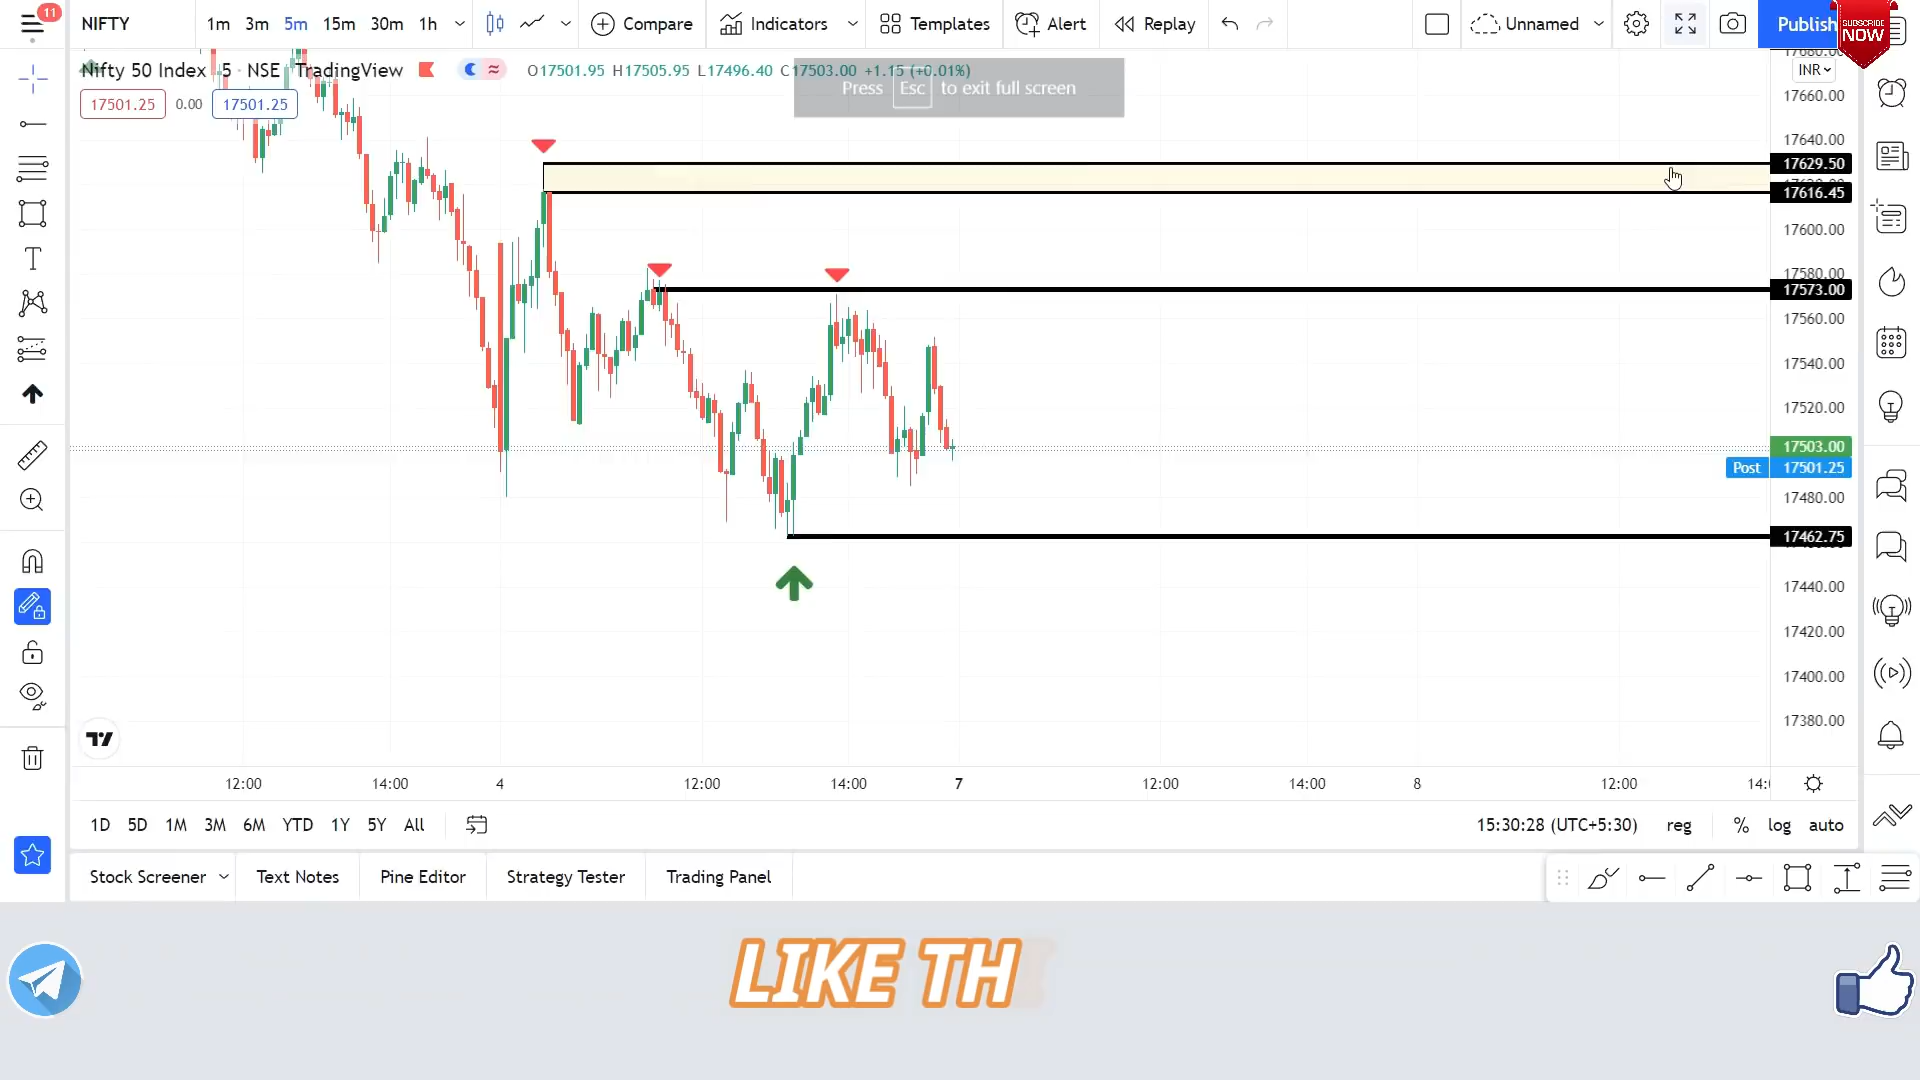 11
NIFTY
1m 3m 5m 15m 30m 1h
Compare
Indicators
Templates
Alert
Replay
Unnamed
Publish
SUBSCRIBE
NOW
Nifty 50 Index · 5 · NSE TradingView
O17501.95 H17505.95 L17496.40 C17503.00 +1.15 (+0.01%)
INR
17501.25 0.00 17501.25
Press Esc to exit full screen
17660.00
17640.00
17629.50
17616.45
17600.00
17580.00
17573.00
17560.00
17540.00
17520.00
17503.00
Post 17501.25
17480.00
17462.75
17440.00
17420.00
17400.00
17380.00
12:00 14:00 4 12:00 14:00 7 12:00 14:00 8 12:00
1D 5D 1M 3M 6M YTD 1Y 5Y All
15:30:28 (UTC+5:30) reg % log auto
Stock Screener Text Notes Pine Editor Strategy Tester Trading Panel
LIKE TH